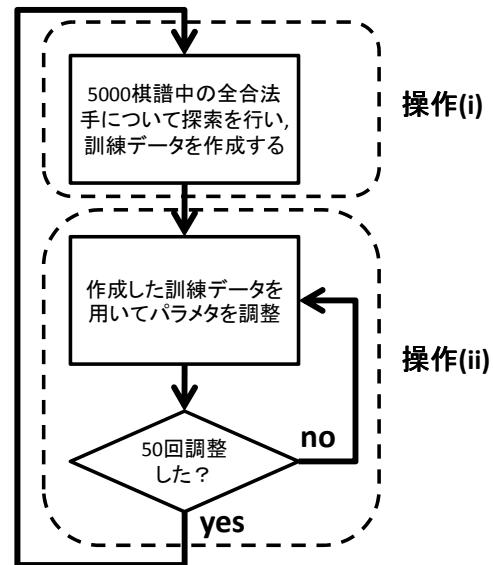 5000棋譜中の全合法
手について探索を行い,
訓練データを作成する
操作(i)
作成した訓練データを
用いてパラメタを調整
操作(ii)
50回調整
した？
no
yes